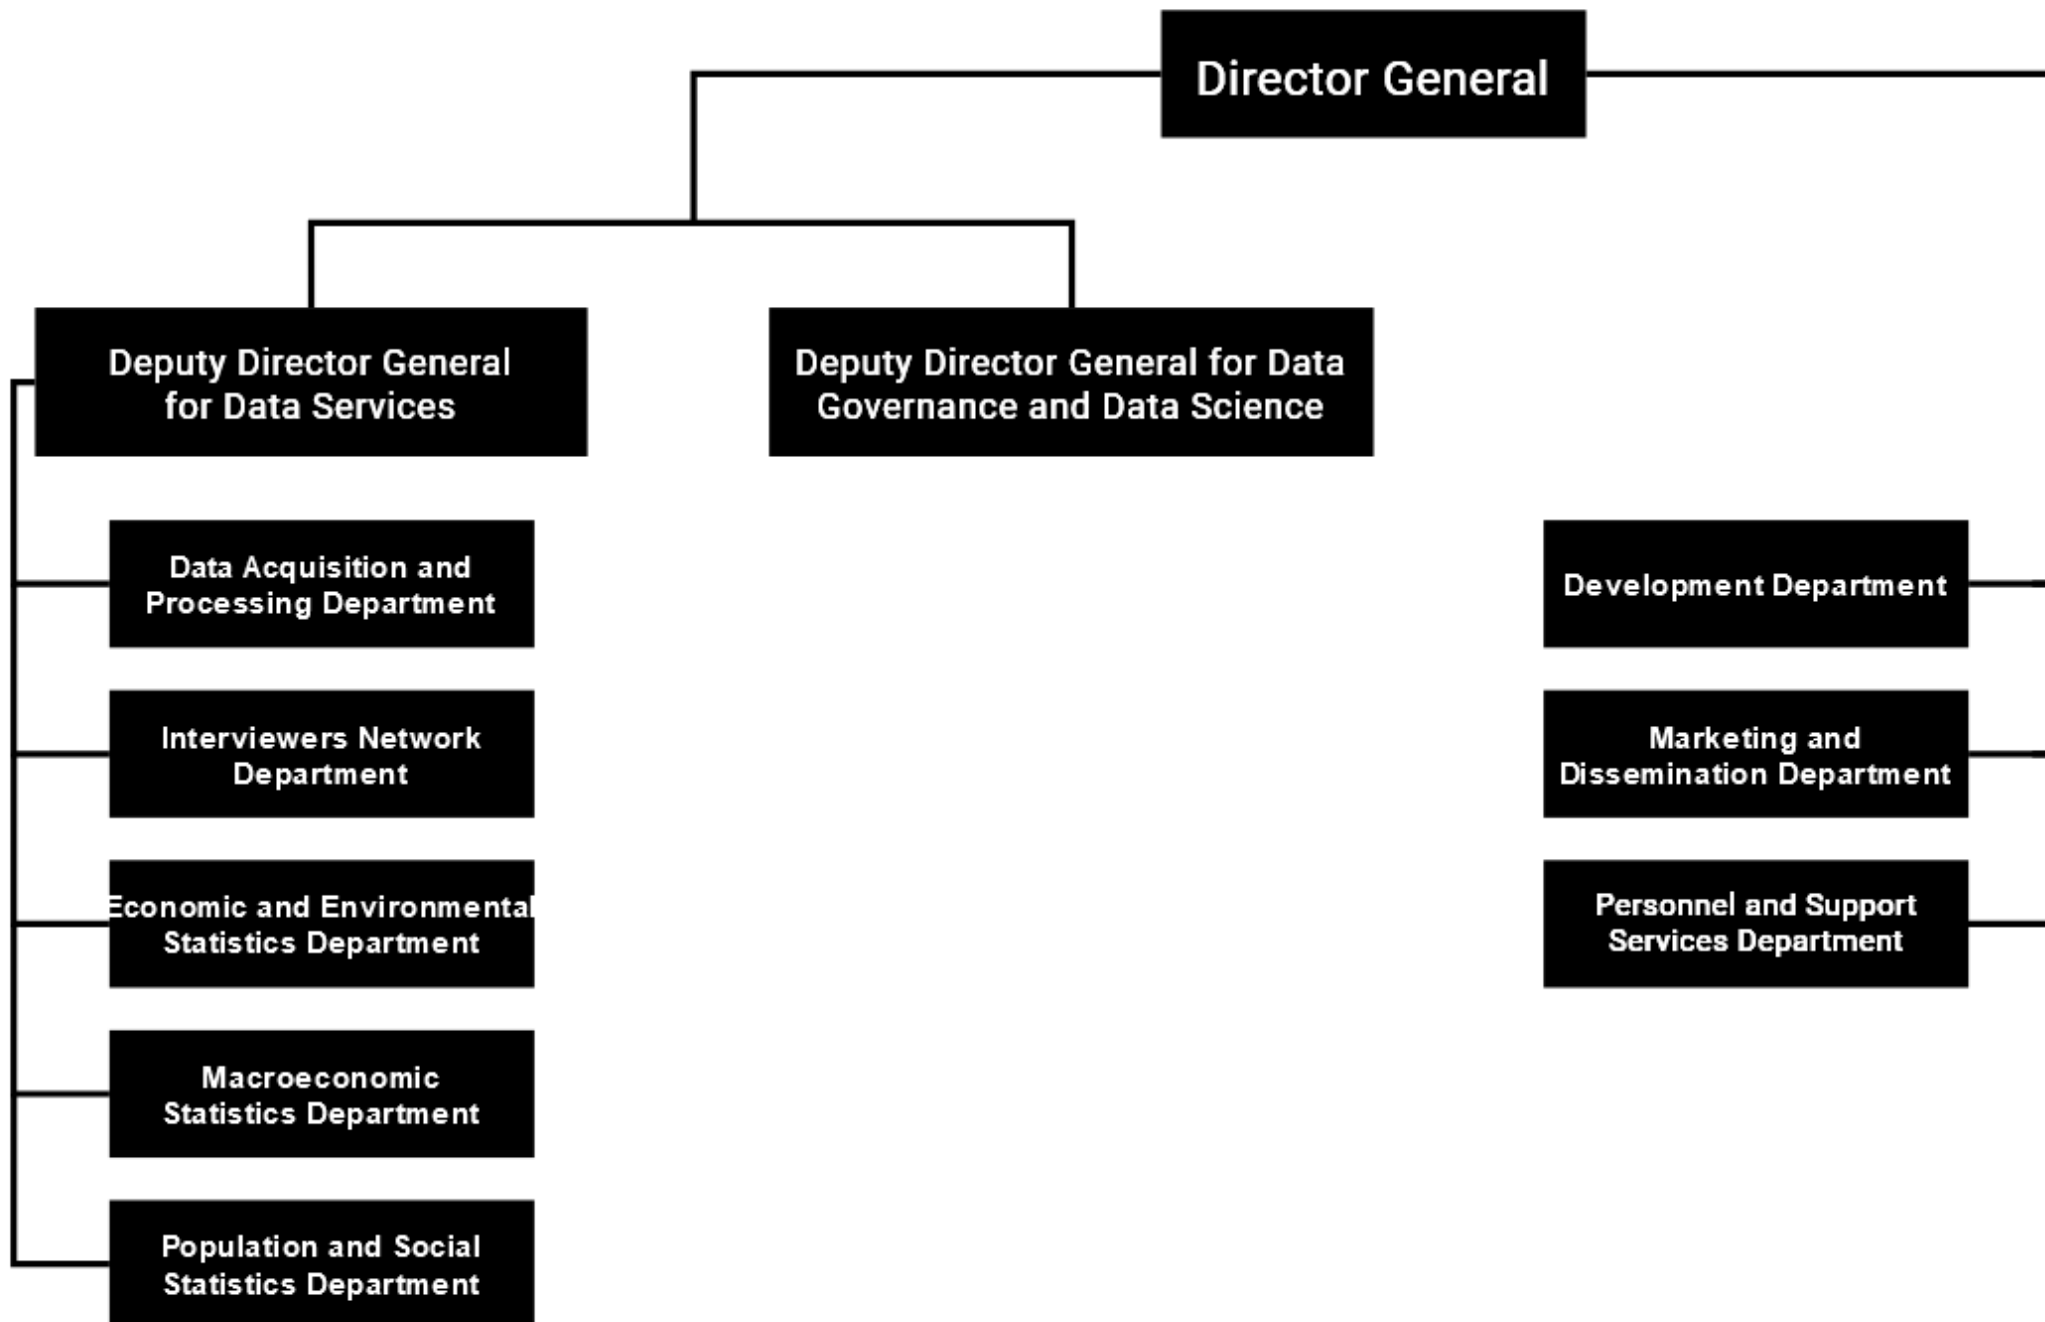 Director General
Deputy Director General
for Data Services
Deputy Director General for Data
Governance and Data Science
Data Acquisition and
Processing Department
Interviewers Network
Department
Economic and Environmental
Statistics Department
Macroeconomic
Statistics Department
Population and Social
Statistics Department
Development Department
Marketing and
Dissemination Department
Personnel and Support
Services Department